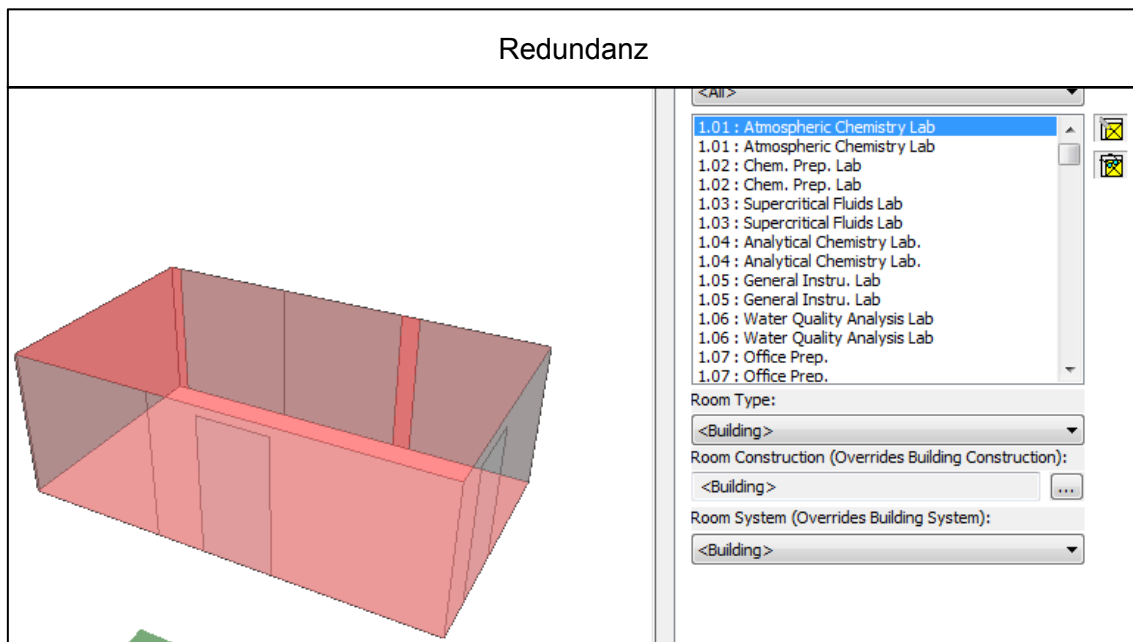 Redundanz
<All>
1.01 : Atmospheric Chemistry Lab
1.01 : Atmospheric Chemistry Lab
1.02 : Chem. Prep. Lab
1.02 : Chem. Prep. Lab
1.03 : Supercritical Fluids Lab
1.03 : Supercritical Fluids Lab
1.04 : Analytical Chemistry Lab.
1.04 : Analytical Chemistry Lab.
1.05 : General Instru. Lab
1.05 : General Instru. Lab
1.06 : Water Quality Analysis Lab
1.06 : Water Quality Analysis Lab
1.07 : Office Prep.
1.07 : Office Prep.
Room Type:
<Building>
Room Construction (Overrides Building Construction):
<Building>
...
Room System (Overrides Building System):
<Building>